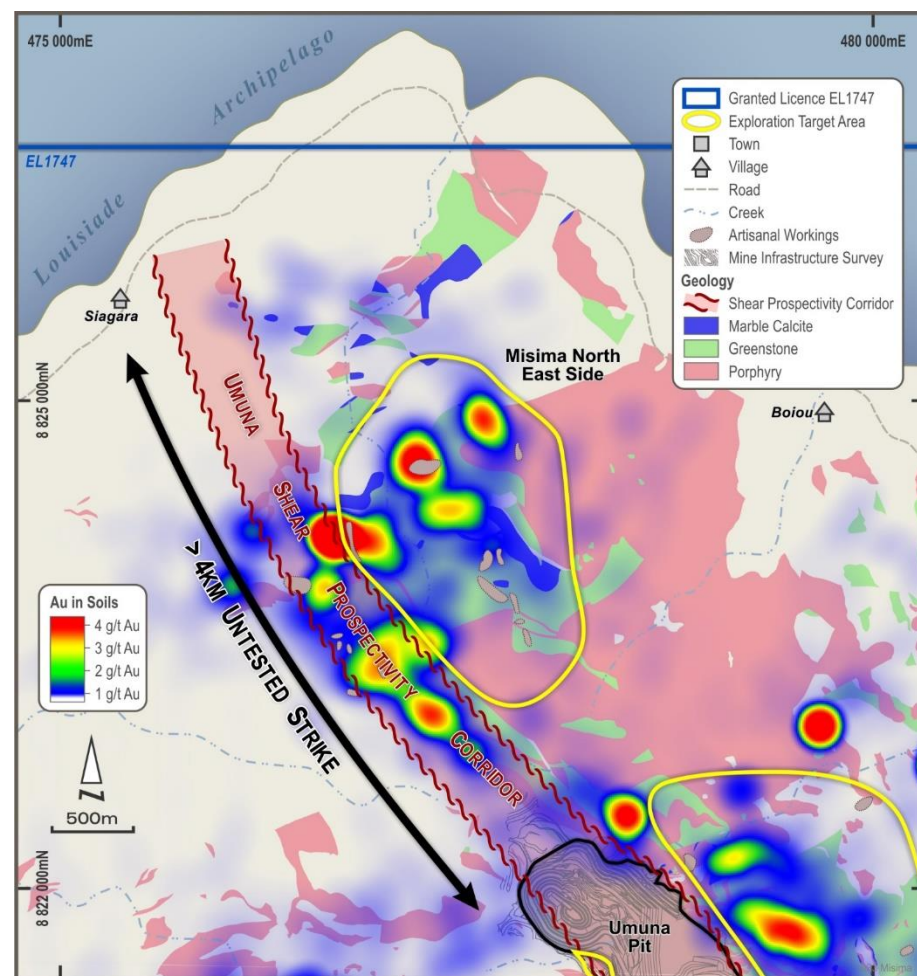 475 000mE
480 000mE
Archipelago
Louisiade
EL1747
Granted Licence EL1747
Exploration Target Area
Town
Village
Road
Creek
Artisanal Workings
Mine Infrastructure Survey
Geology
Shear Prospectivity Corridor
Marble Calcite
Greenstone
Porphyry
Siagara
Misima North
East Side
8 825 000mN
Boiou
UMUNA
SHEAR
PROSPECTIVITY
CORRIDOR
> 4KM UNTESTED STRIKE
Au in Soils
4 g/t Au
3 g/t Au
2 g/t Au
1 g/t Au
N
500m
8 822 000mN
Umuna
Pit